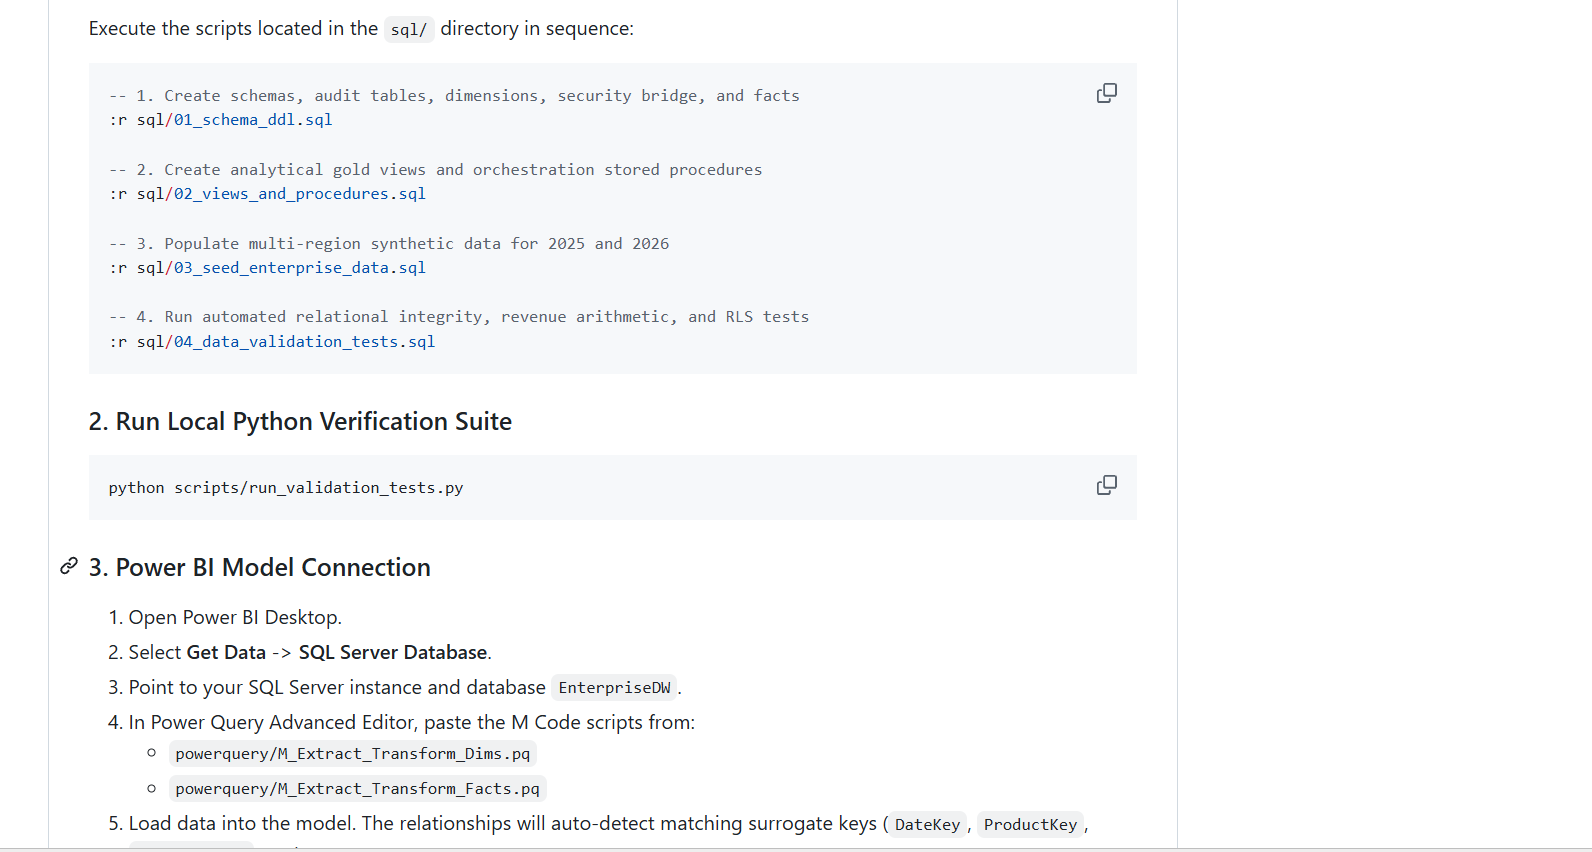 Execute the scripts located in the sql/ directory in sequence:
-- 1. Create schemas, audit tables, dimensions, security bridge, and facts
:r sql/01_schema_ddl.sql
-- 2. Create analytical gold views and orchestration stored procedures
:r sql/02_views_and_procedures.sql
-- 3. Populate multi-region synthetic data for 2025 and 2026
:r sql/03_seed_enterprise_data.sql
-- 4. Run automated relational integrity, revenue arithmetic, and RLS tests
:r sql/04_data_validation_tests.sql
2. Run Local Python Verification Suite
python scripts/run_validation_tests.py
3. Power BI Model Connection
1. Open Power BI Desktop.
2. Select Get Data -> SQL Server Database.
3. Point to your SQL Server instance and database EnterpriseDW.
4. In Power Query Advanced Editor, paste the M Code scripts from:
powerquery/M_Extract_Transform_Dims.pq
powerquery/M_Extract_Transform_Facts.pq
5. Load data into the model. The relationships will auto-detect matching surrogate keys (DateKey, ProductKey,